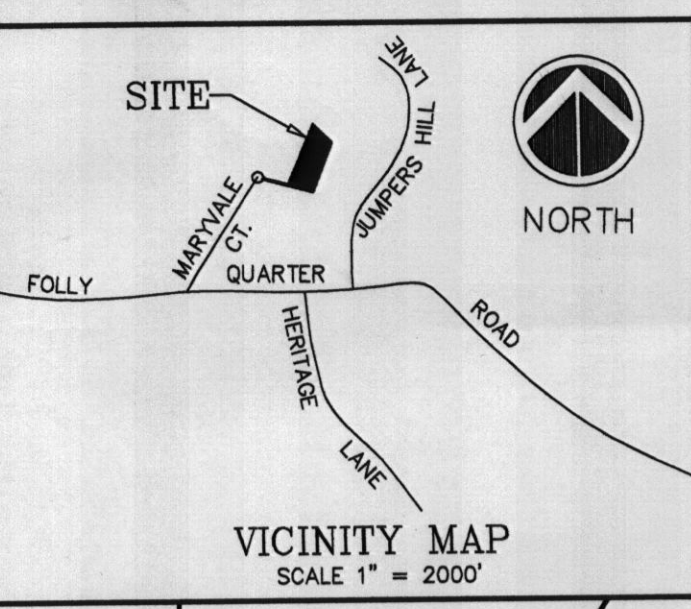 SITE
JUMPERS HILL LANE
NORTH
MARYVALE CT.
FOLLY QUARTER ROAD
HERITAGE LANE
VICINITY MAP
SCALE 1" = 2000'